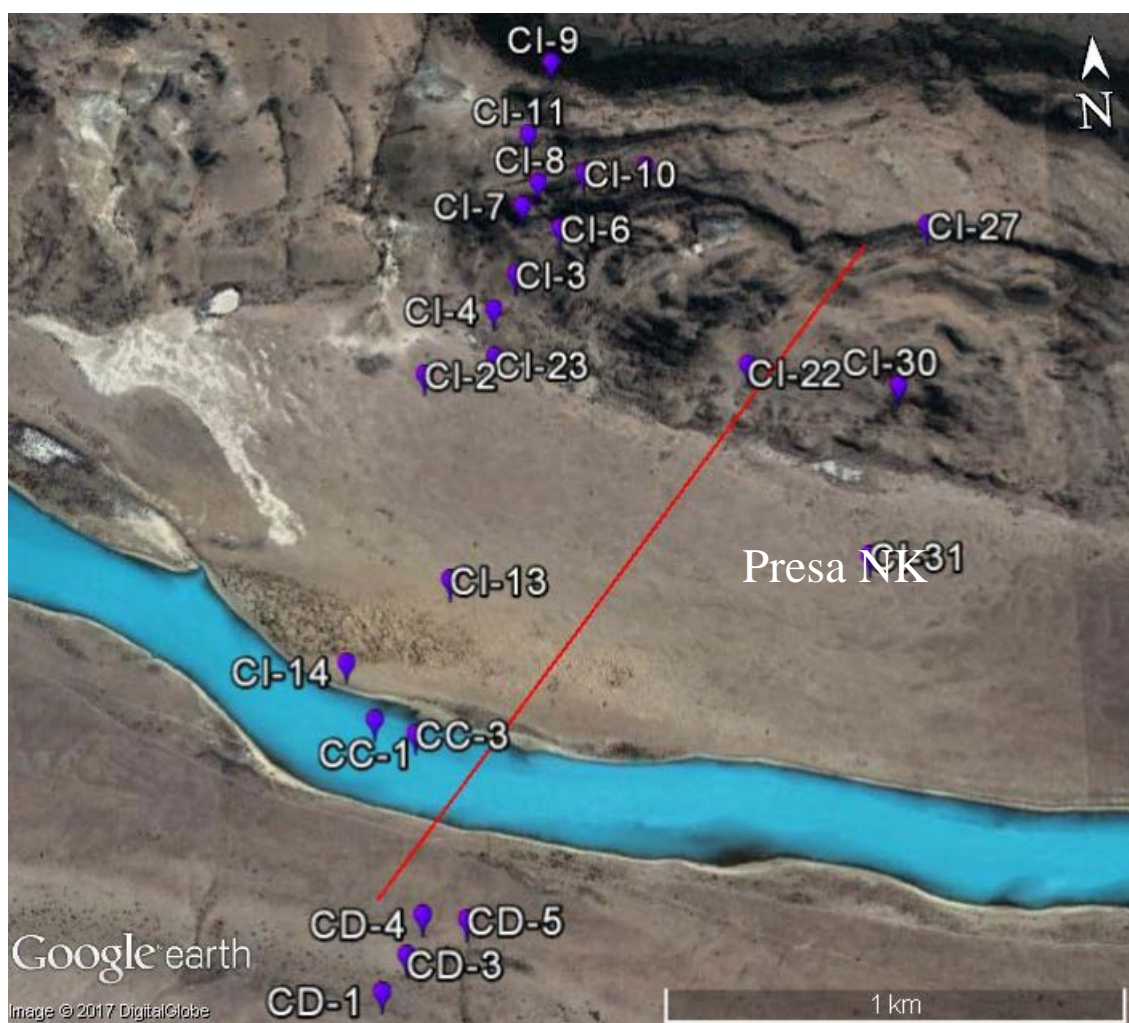 CI-9
N
CI-11
CI-8
CI-10
CI-7
CI-6
CI-27
CI-3
CI-4
CI-23
CI-2
CI-22
CI-30
Presa NK
CI-31
CI-13
CI-14
CC-3
CC-1
CD-4
CD-5
CD-3
CD-1
Google earth
Image © 2017 DigitalGlobe
1 km